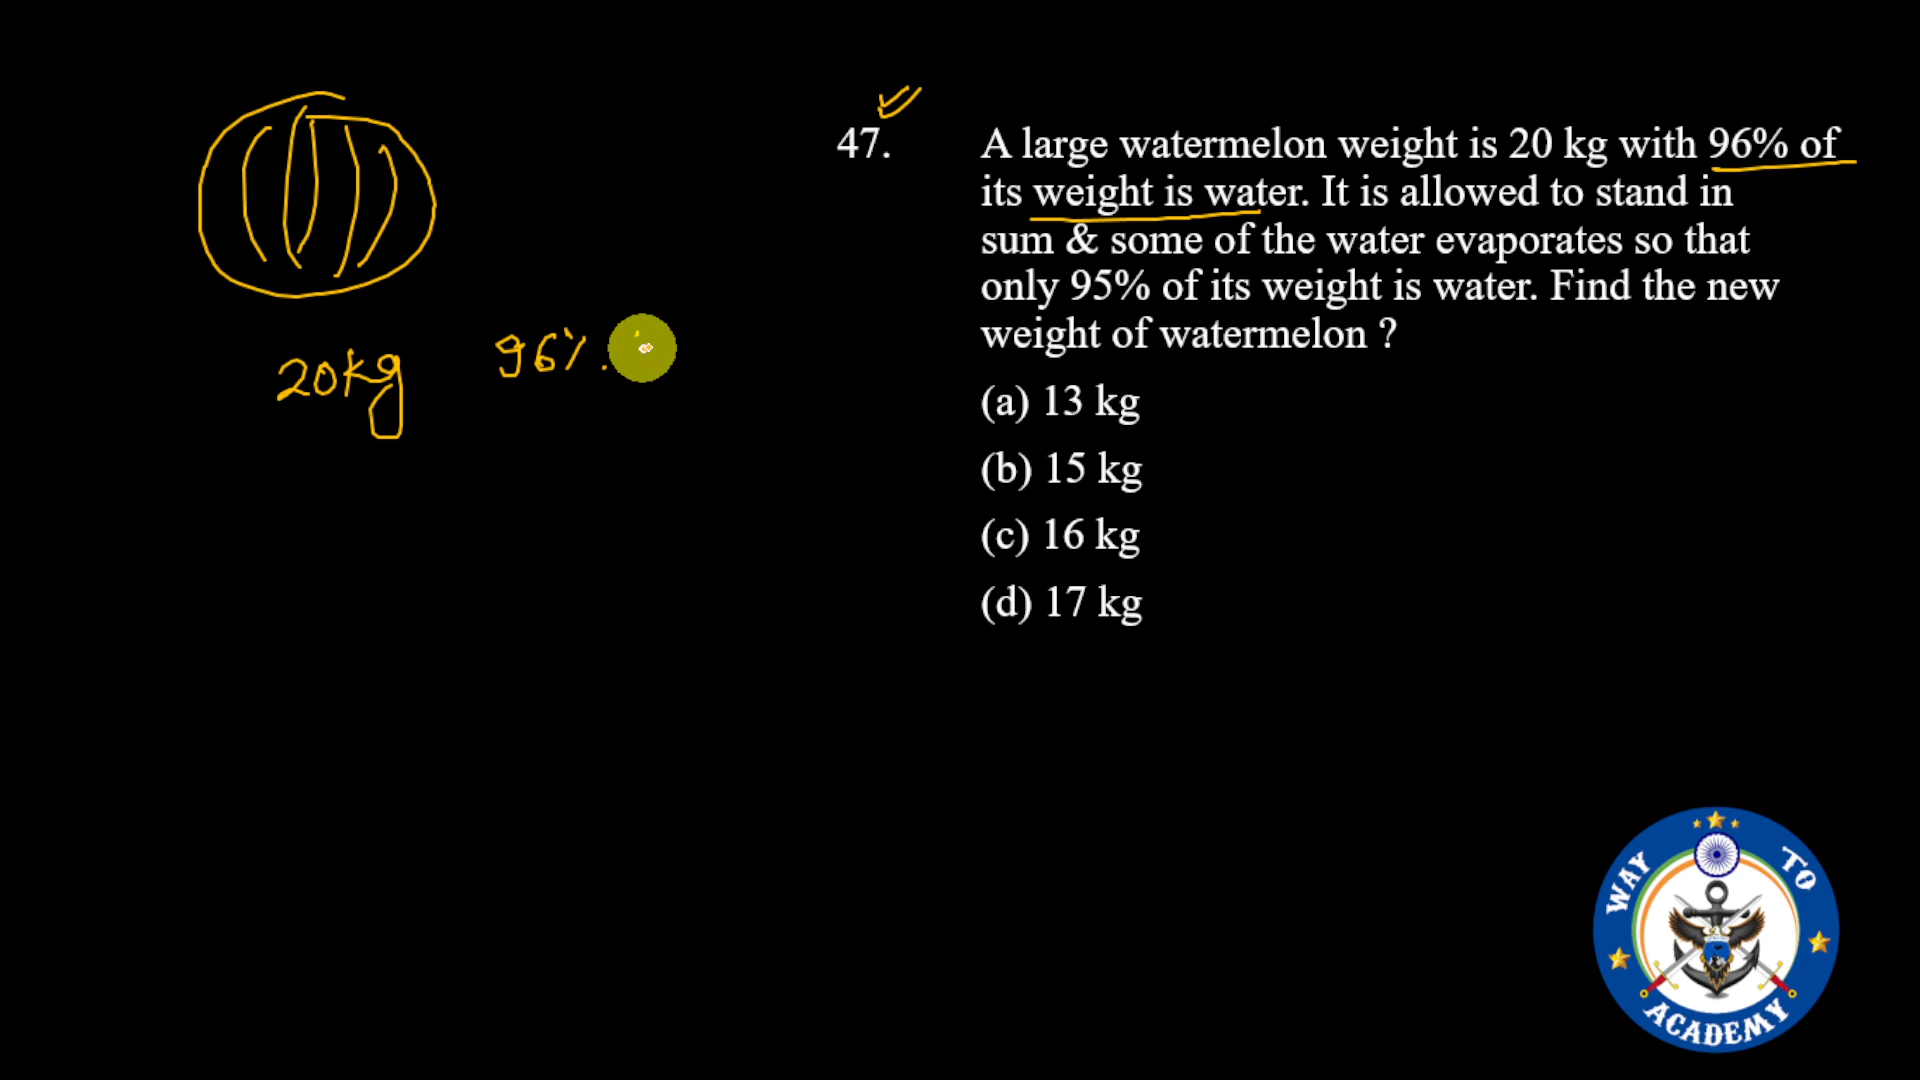 47. A large watermelon weight is 20 kg with 96% of
its weight is water. It is allowed to stand in
sum & some of the water evaporates so that
only 95% of its weight is water. Find the new
weight of watermelon ?
(a) 13 kg
(b) 15 kg
(c) 16 kg
(d) 17 kg
20kg 96%.
WAY TO
ACADEMY